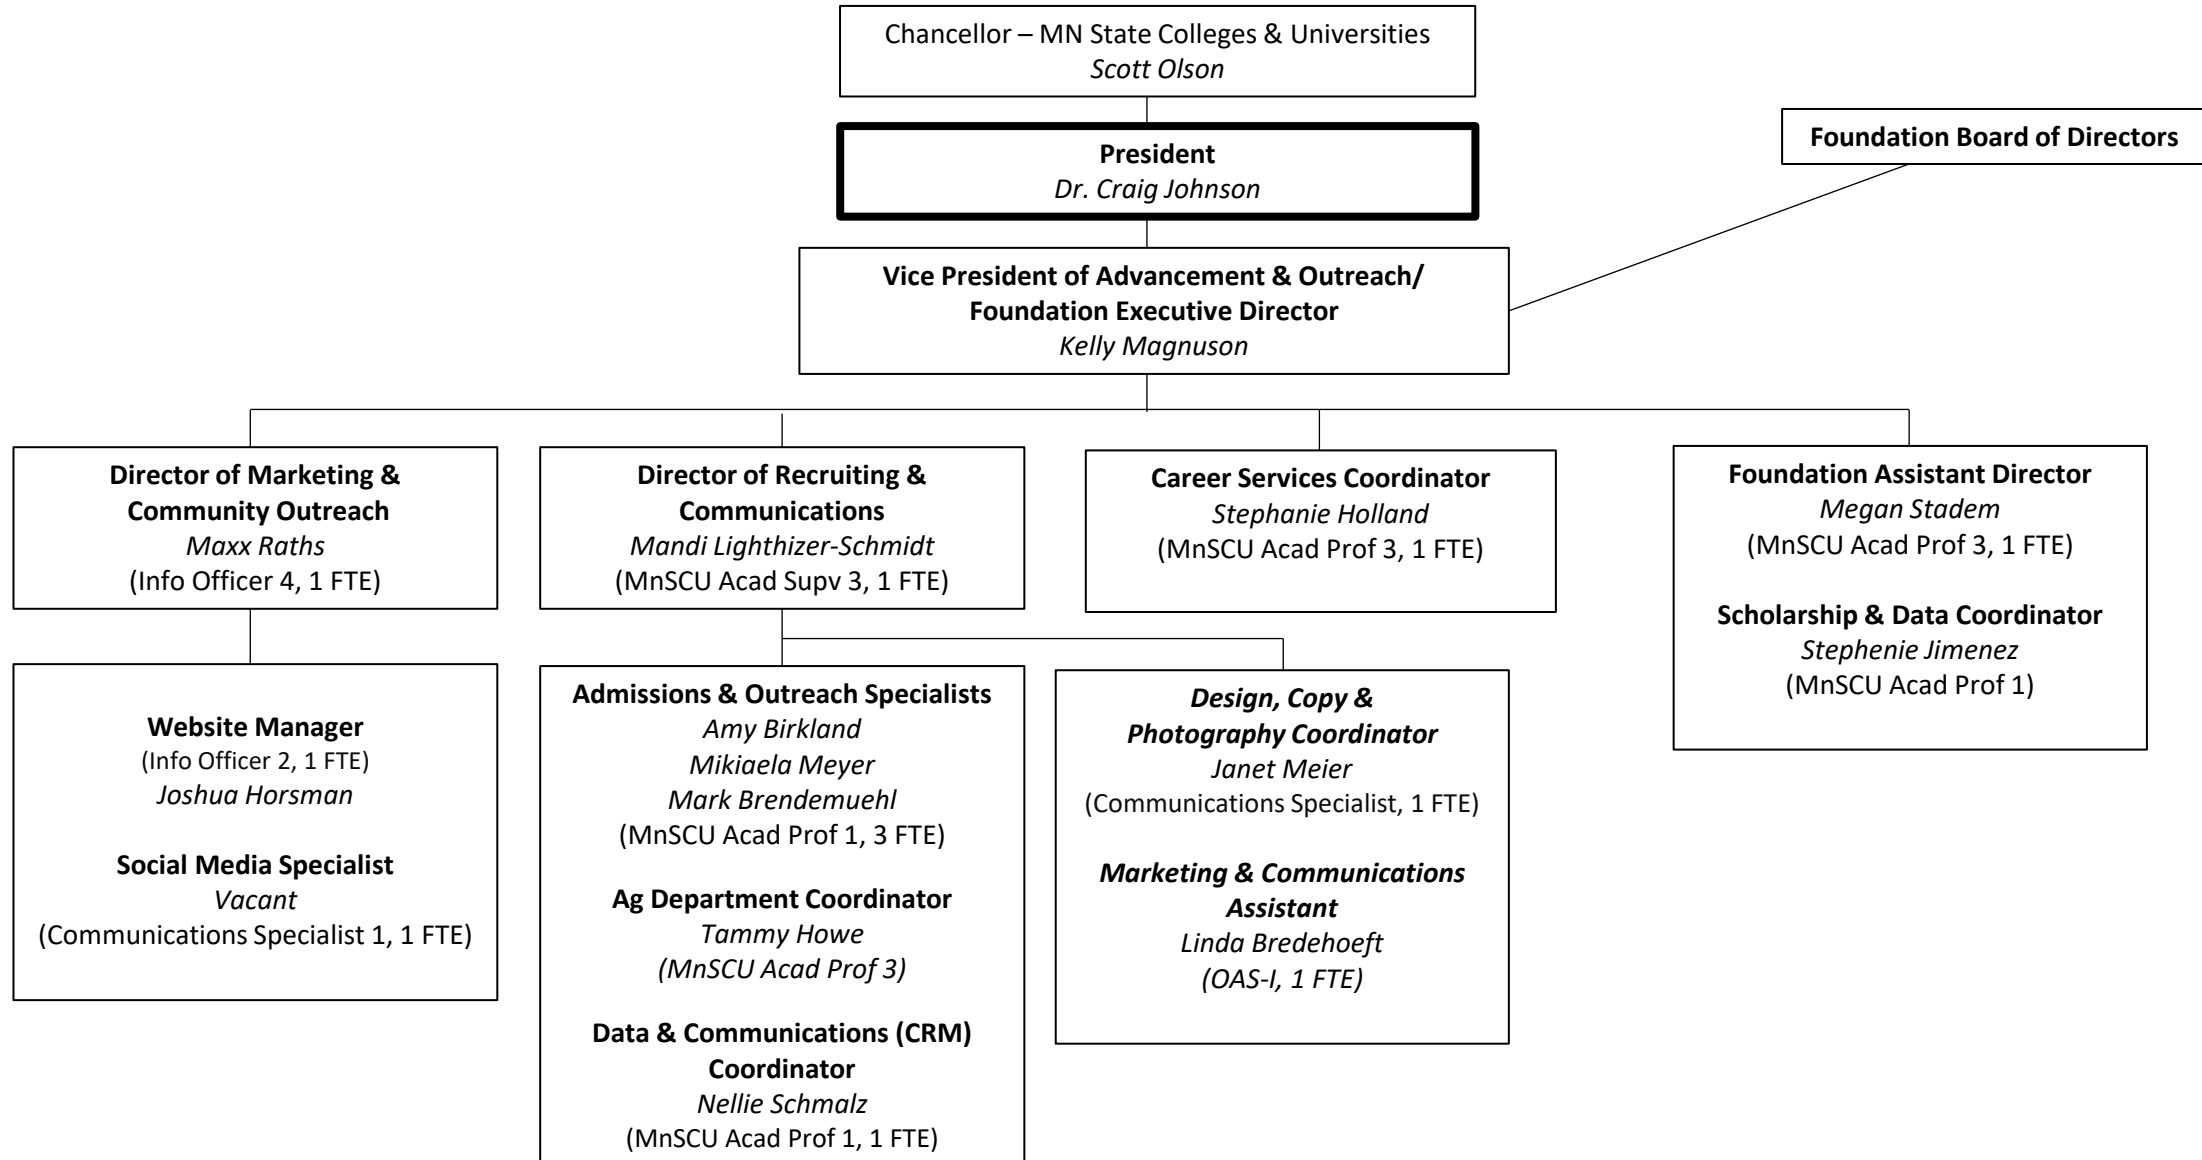 Chancellor – MN State Colleges & Universities
Scott Olson
President
Dr. Craig Johnson
Foundation Board of Directors
Vice President of Advancement & Outreach/
Foundation Executive Director
Kelly Magnuson
Director of Marketing &
Community Outreach
Maxx Raths
(Info Officer 4, 1 FTE)
Director of Recruiting &
Communications
Mandi Lighthizer-Schmidt
(MnSCU Acad Supv 3, 1 FTE)
Career Services Coordinator
Stephanie Holland
(MnSCU Acad Prof 3, 1 FTE)
Foundation Assistant Director
Megan Stadem
(MnSCU Acad Prof 3, 1 FTE)
Scholarship & Data Coordinator
Stephenie Jimenez
(MnSCU Acad Prof 1)
Website Manager
(Info Officer 2, 1 FTE)
Joshua Horsman
Social Media Specialist
Vacant
(Communications Specialist 1, 1 FTE)
Admissions & Outreach Specialists
Amy Birkland
Mikiaela Meyer
Mark Brendemuehl
(MnSCU Acad Prof 1, 3 FTE)
Ag Department Coordinator
Tammy Howe
(MnSCU Acad Prof 3)
Data & Communications (CRM)
Coordinator
Nellie Schmalz
(MnSCU Acad Prof 1, 1 FTE)
Design, Copy &
Photography Coordinator
Janet Meier
(Communications Specialist, 1 FTE)
Marketing & Communications
Assistant
Linda Bredehoeft
(OAS-I, 1 FTE)